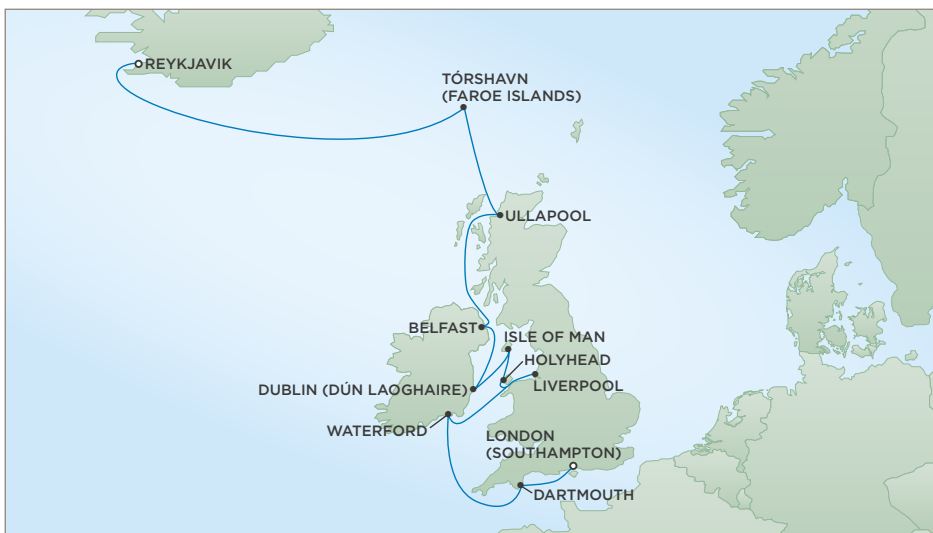 REYKJAVIK
TÓRSHAVN
(FAROE ISLANDS)
ULLAPOOL
BELFAST
ISLE OF MAN
HOLYHEAD
LIVERPOOL
DUBLIN (DÚN LAOGHAIRE)
WATERFORD
LONDON
(SOUTHAMPTON)
DARTMOUTH